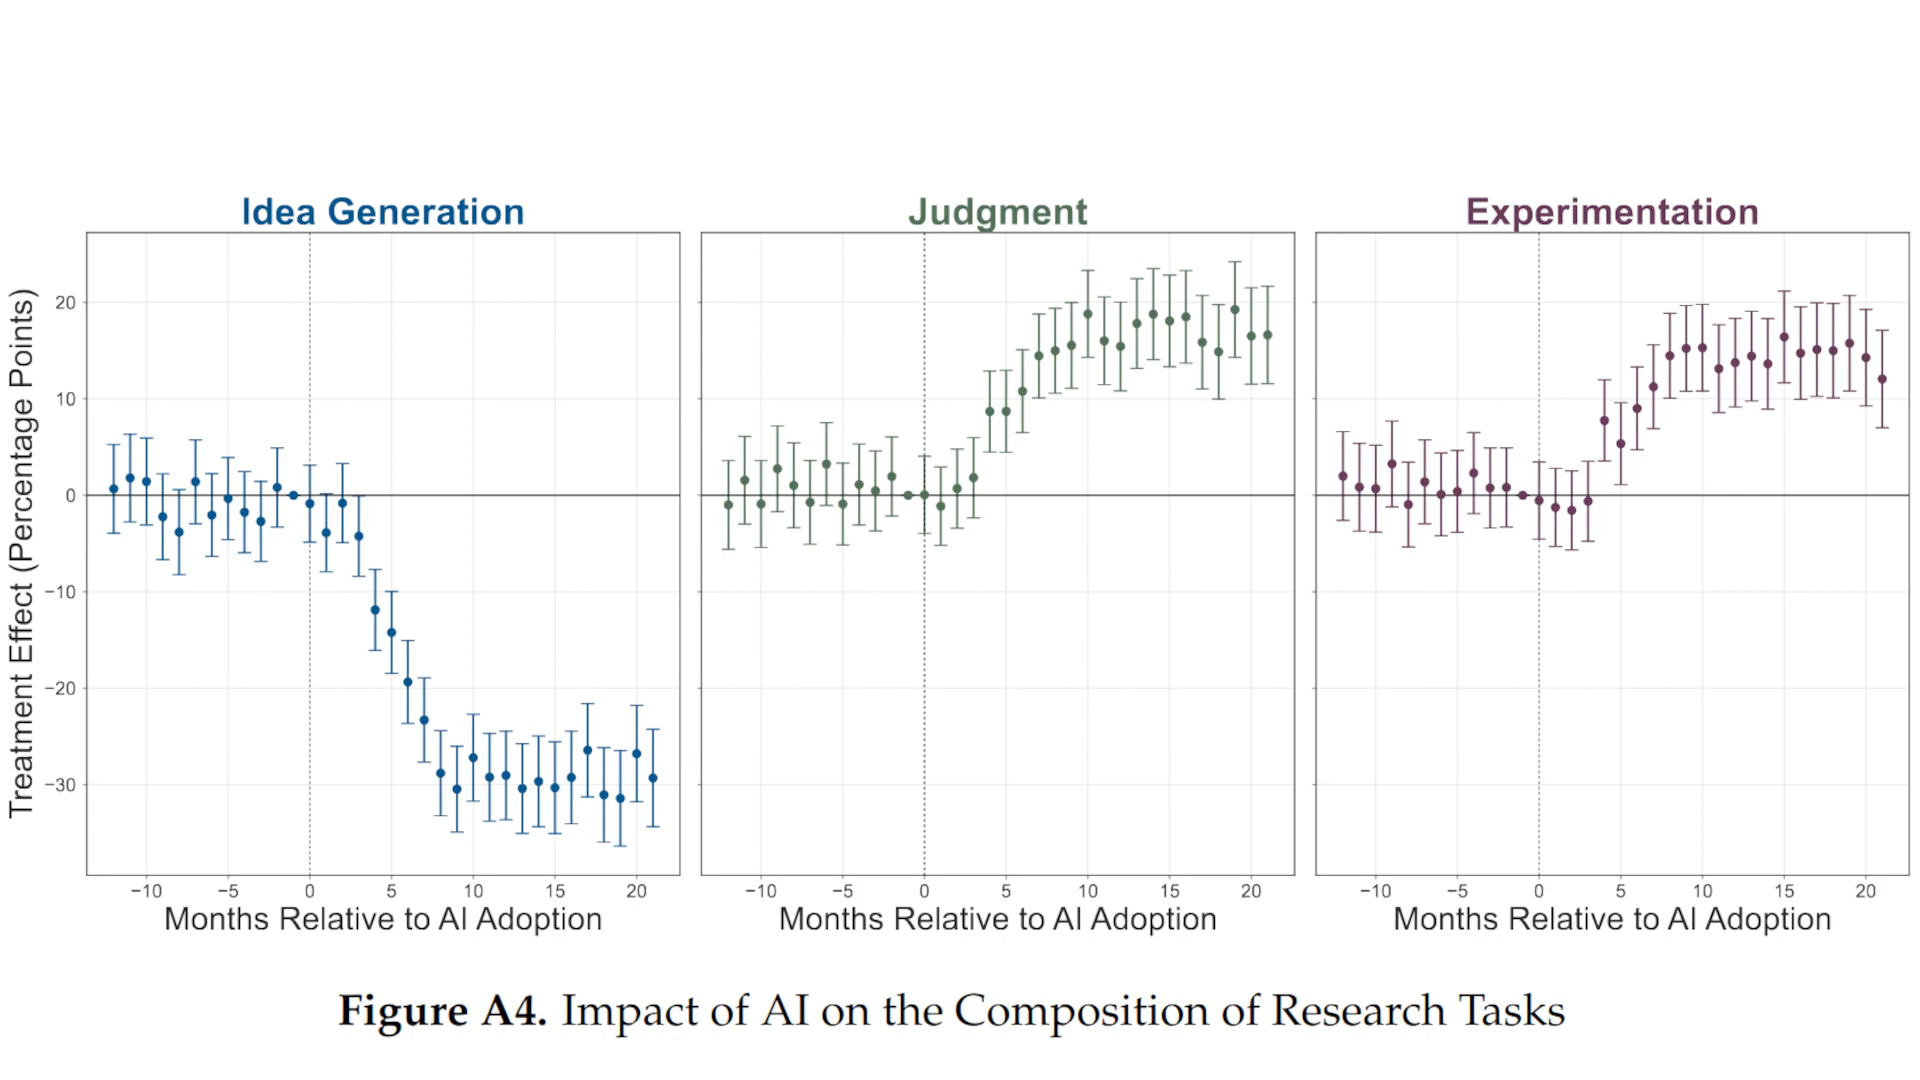 Idea Generation
Judgment
Experimentation
Treatment Effect (Percentage Points)
20
10
0
−10
−20
−30
−10 −5 0 5 10 15 20
−10 −5 0 5 10 15 20
−10 −5 0 5 10 15 20
Months Relative to AI Adoption
Months Relative to AI Adoption
Months Relative to AI Adoption
Figure A4. Impact of AI on the Composition of Research Tasks